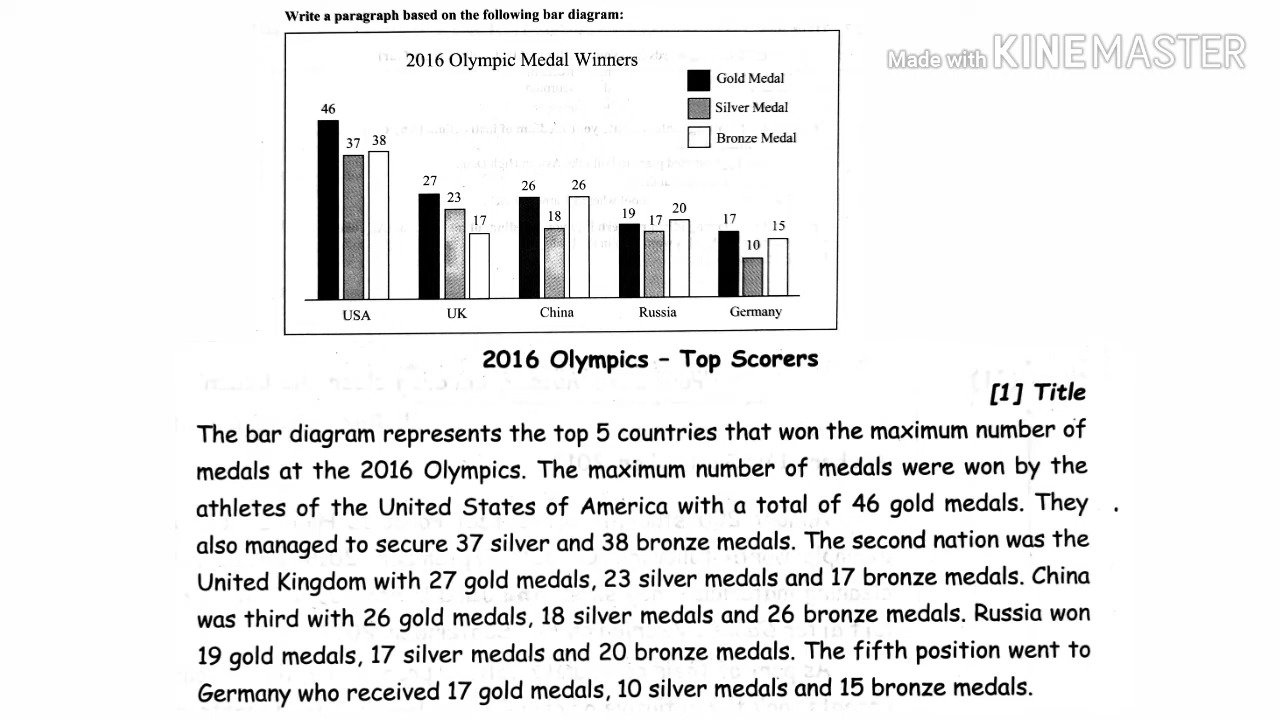 Write a paragraph based on the following bar diagram:
Made with KINEMASTER
2016 Olympic Medal Winners
Gold Medal
Silver Medal
Bronze Medal
46
37
38
27
23
17
26
18
26
19
17
20
17
10
15
USA
UK
China
Russia
Germany
2016 Olympics – Top Scorers
[1] Title
The bar diagram represents the top 5 countries that won the maximum number of
medals at the 2016 Olympics. The maximum number of medals were won by the
athletes of the United States of America with a total of 46 gold medals. They
also managed to secure 37 silver and 38 bronze medals. The second nation was the
United Kingdom with 27 gold medals, 23 silver medals and 17 bronze medals. China
was third with 26 gold medals, 18 silver medals and 26 bronze medals. Russia won
19 gold medals, 17 silver medals and 20 bronze medals. The fifth position went to
Germany who received 17 gold medals, 10 silver medals and 15 bronze medals.